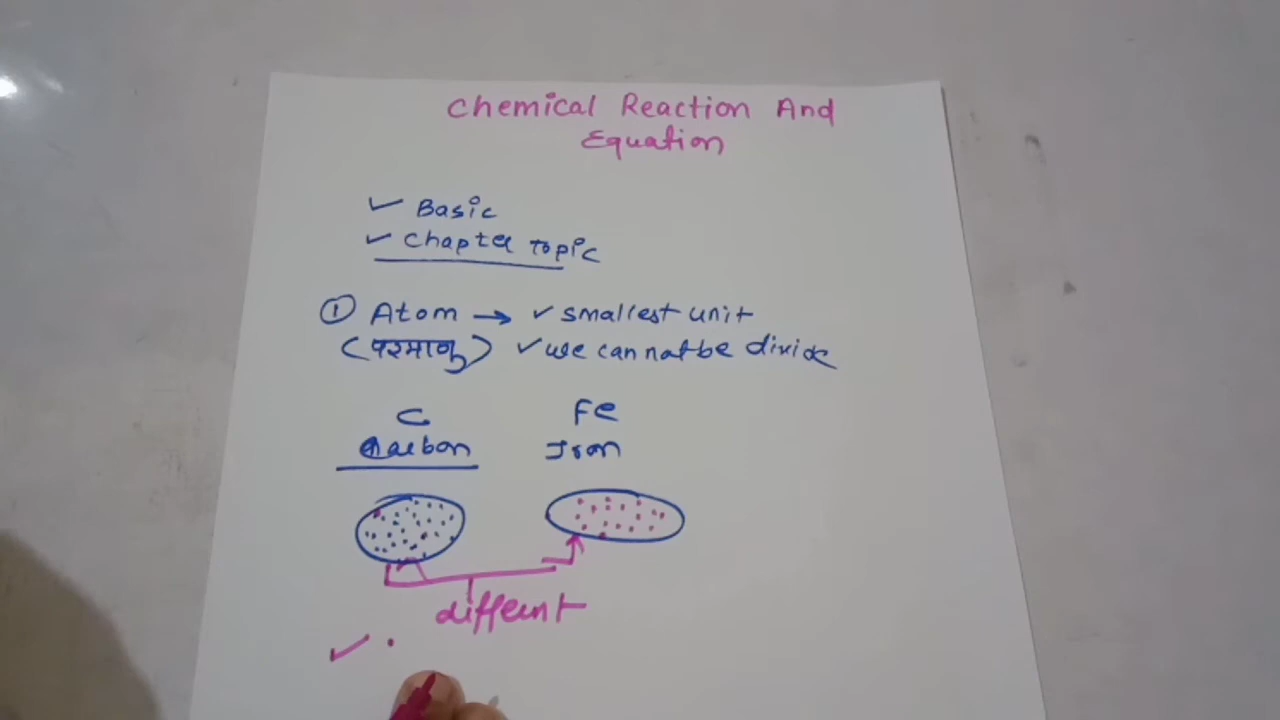 Chemical Reaction And
Equation
✓ Basic
✓ Chapter topic
① Atom → ✓ smallest unit
(परमाणु) ✓ we can not be divide
C Fe
Carbon Iron
diffeent
✓ .